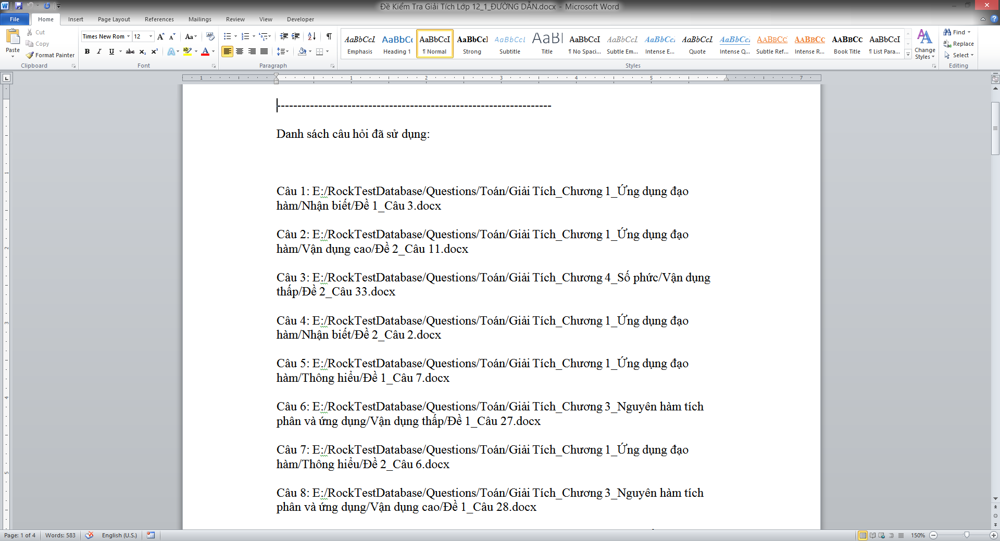 Đề Kiểm Tra Giải Tích Lớp 12_1_ĐƯỜNG DẪN.docx - Microsoft Word
File Home Insert Page Layout References Mailings Review View Developer
Paste
Cut
Copy
Format Painter
Clipboard
Times New Rom 12
Font
Paragraph
AaBbCcL AaBbCc AaBbCcI AaBbCcl AaBbCcL AaBl AaBbCcI AaBbCcL AaBbCcI AaBbCcL AaBbCcI AaBbCc AaBbCc AaBbCc AaBbCcI
Emphasis Heading 1 ¶ Normal Strong Subtitle Title ¶ No Spaci... Subtle Em... Intense E... Quote Intense Q... Subtle Ref... Intense R... Book Title ¶ List Para...
Styles
Change
Styles
Find
Replace
Select
Editing
1 1 2 3 4 5 7
------------------------------------------------------------------
Danh sách câu hỏi đã sử dụng:
Câu 1: E:/RockTestDatabase/Questions/Toán/Giải Tích_Chương 1_Ứng dụng đạo
hàm/Nhận biết/Đề 1_Câu 3.docx
Câu 2: E:/RockTestDatabase/Questions/Toán/Giải Tích_Chương 1_Ứng dụng đạo
hàm/Vận dụng cao/Đề 2_Câu 11.docx
Câu 3: E:/RockTestDatabase/Questions/Toán/Giải Tích_Chương 4_Số phức/Vận dụng
thấp/Đề 2_Câu 33.docx
Câu 4: E:/RockTestDatabase/Questions/Toán/Giải Tích_Chương 1_Ứng dụng đạo
hàm/Nhận biết/Đề 2_Câu 2.docx
Câu 5: E:/RockTestDatabase/Questions/Toán/Giải Tích_Chương 1_Ứng dụng đạo
hàm/Thông hiểu/Đề 1_Câu 7.docx
Câu 6: E:/RockTestDatabase/Questions/Toán/Giải Tích_Chương 3_Nguyên hàm tích
phân và ứng dụng/Vận dụng thấp/Đề 1_Câu 27.docx
Câu 7: E:/RockTestDatabase/Questions/Toán/Giải Tích_Chương 1_Ứng dụng đạo
hàm/Thông hiểu/Đề 2_Câu 6.docx
Câu 8: E:/RockTestDatabase/Questions/Toán/Giải Tích_Chương 3_Nguyên hàm tích
phân và ứng dụng/Vận dụng cao/Đề 1_Câu 28.docx
Page: 1 of 4 Words: 583 English (U.S.) 150%